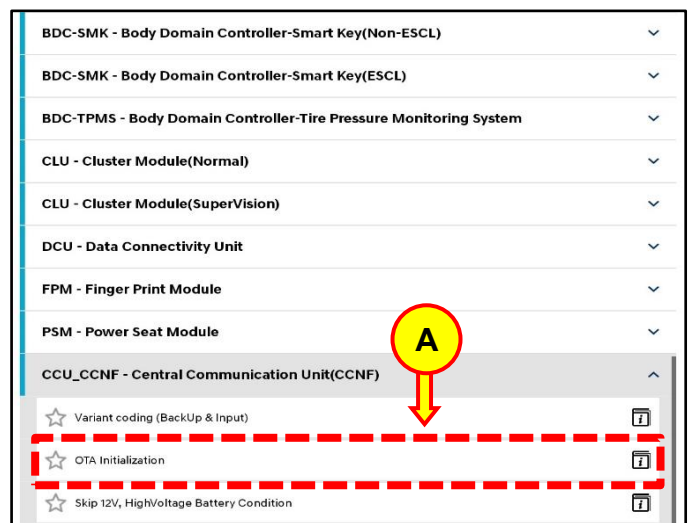 BDC-SMK - Body Domain Controller-Smart Key(Non-ESCL)
BDC-SMK - Body Domain Controller-Smart Key(ESCL)
BDC-TPMS - Body Domain Controller-Tire Pressure Monitoring System
CLU - Cluster Module(Normal)
CLU - Cluster Module(SuperVision)
DCU - Data Connectivity Unit
FPM - Finger Print Module
PSM - Power Seat Module
A
CCU_CCNF - Central Communication Unit(CCNF)
Variant coding (BackUp & Input)
i
OTA Initialization
i
Skip 12V, HighVoltage Battery Condition
i